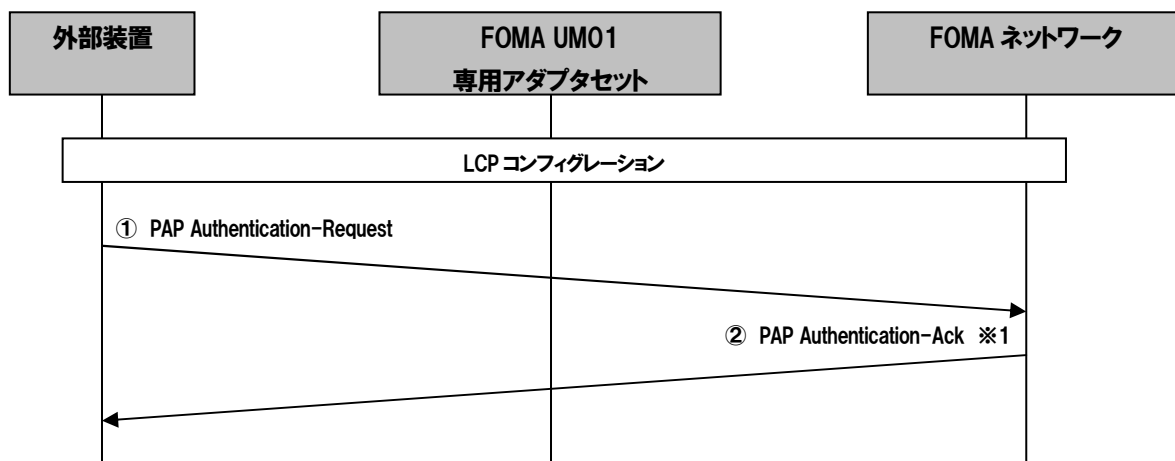 外部装置
FOMA UM01
専用アダプタセット
FOMA ネットワーク
LCP コンフィグレーション
① PAP Authentication-Request
② PAP Authentication-Ack ※1